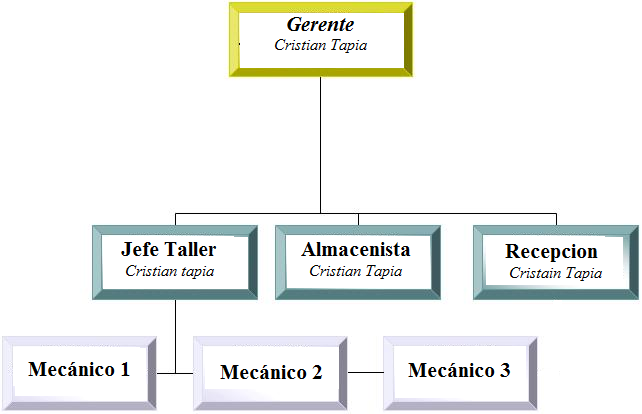 Gerente
Cristian Tapia
Jefe Taller
Cristian tapia
Almacenista
Cristian Tapia
Recepcion
Cristain Tapia
Mecánico 1
Mecánico 2
Mecánico 3